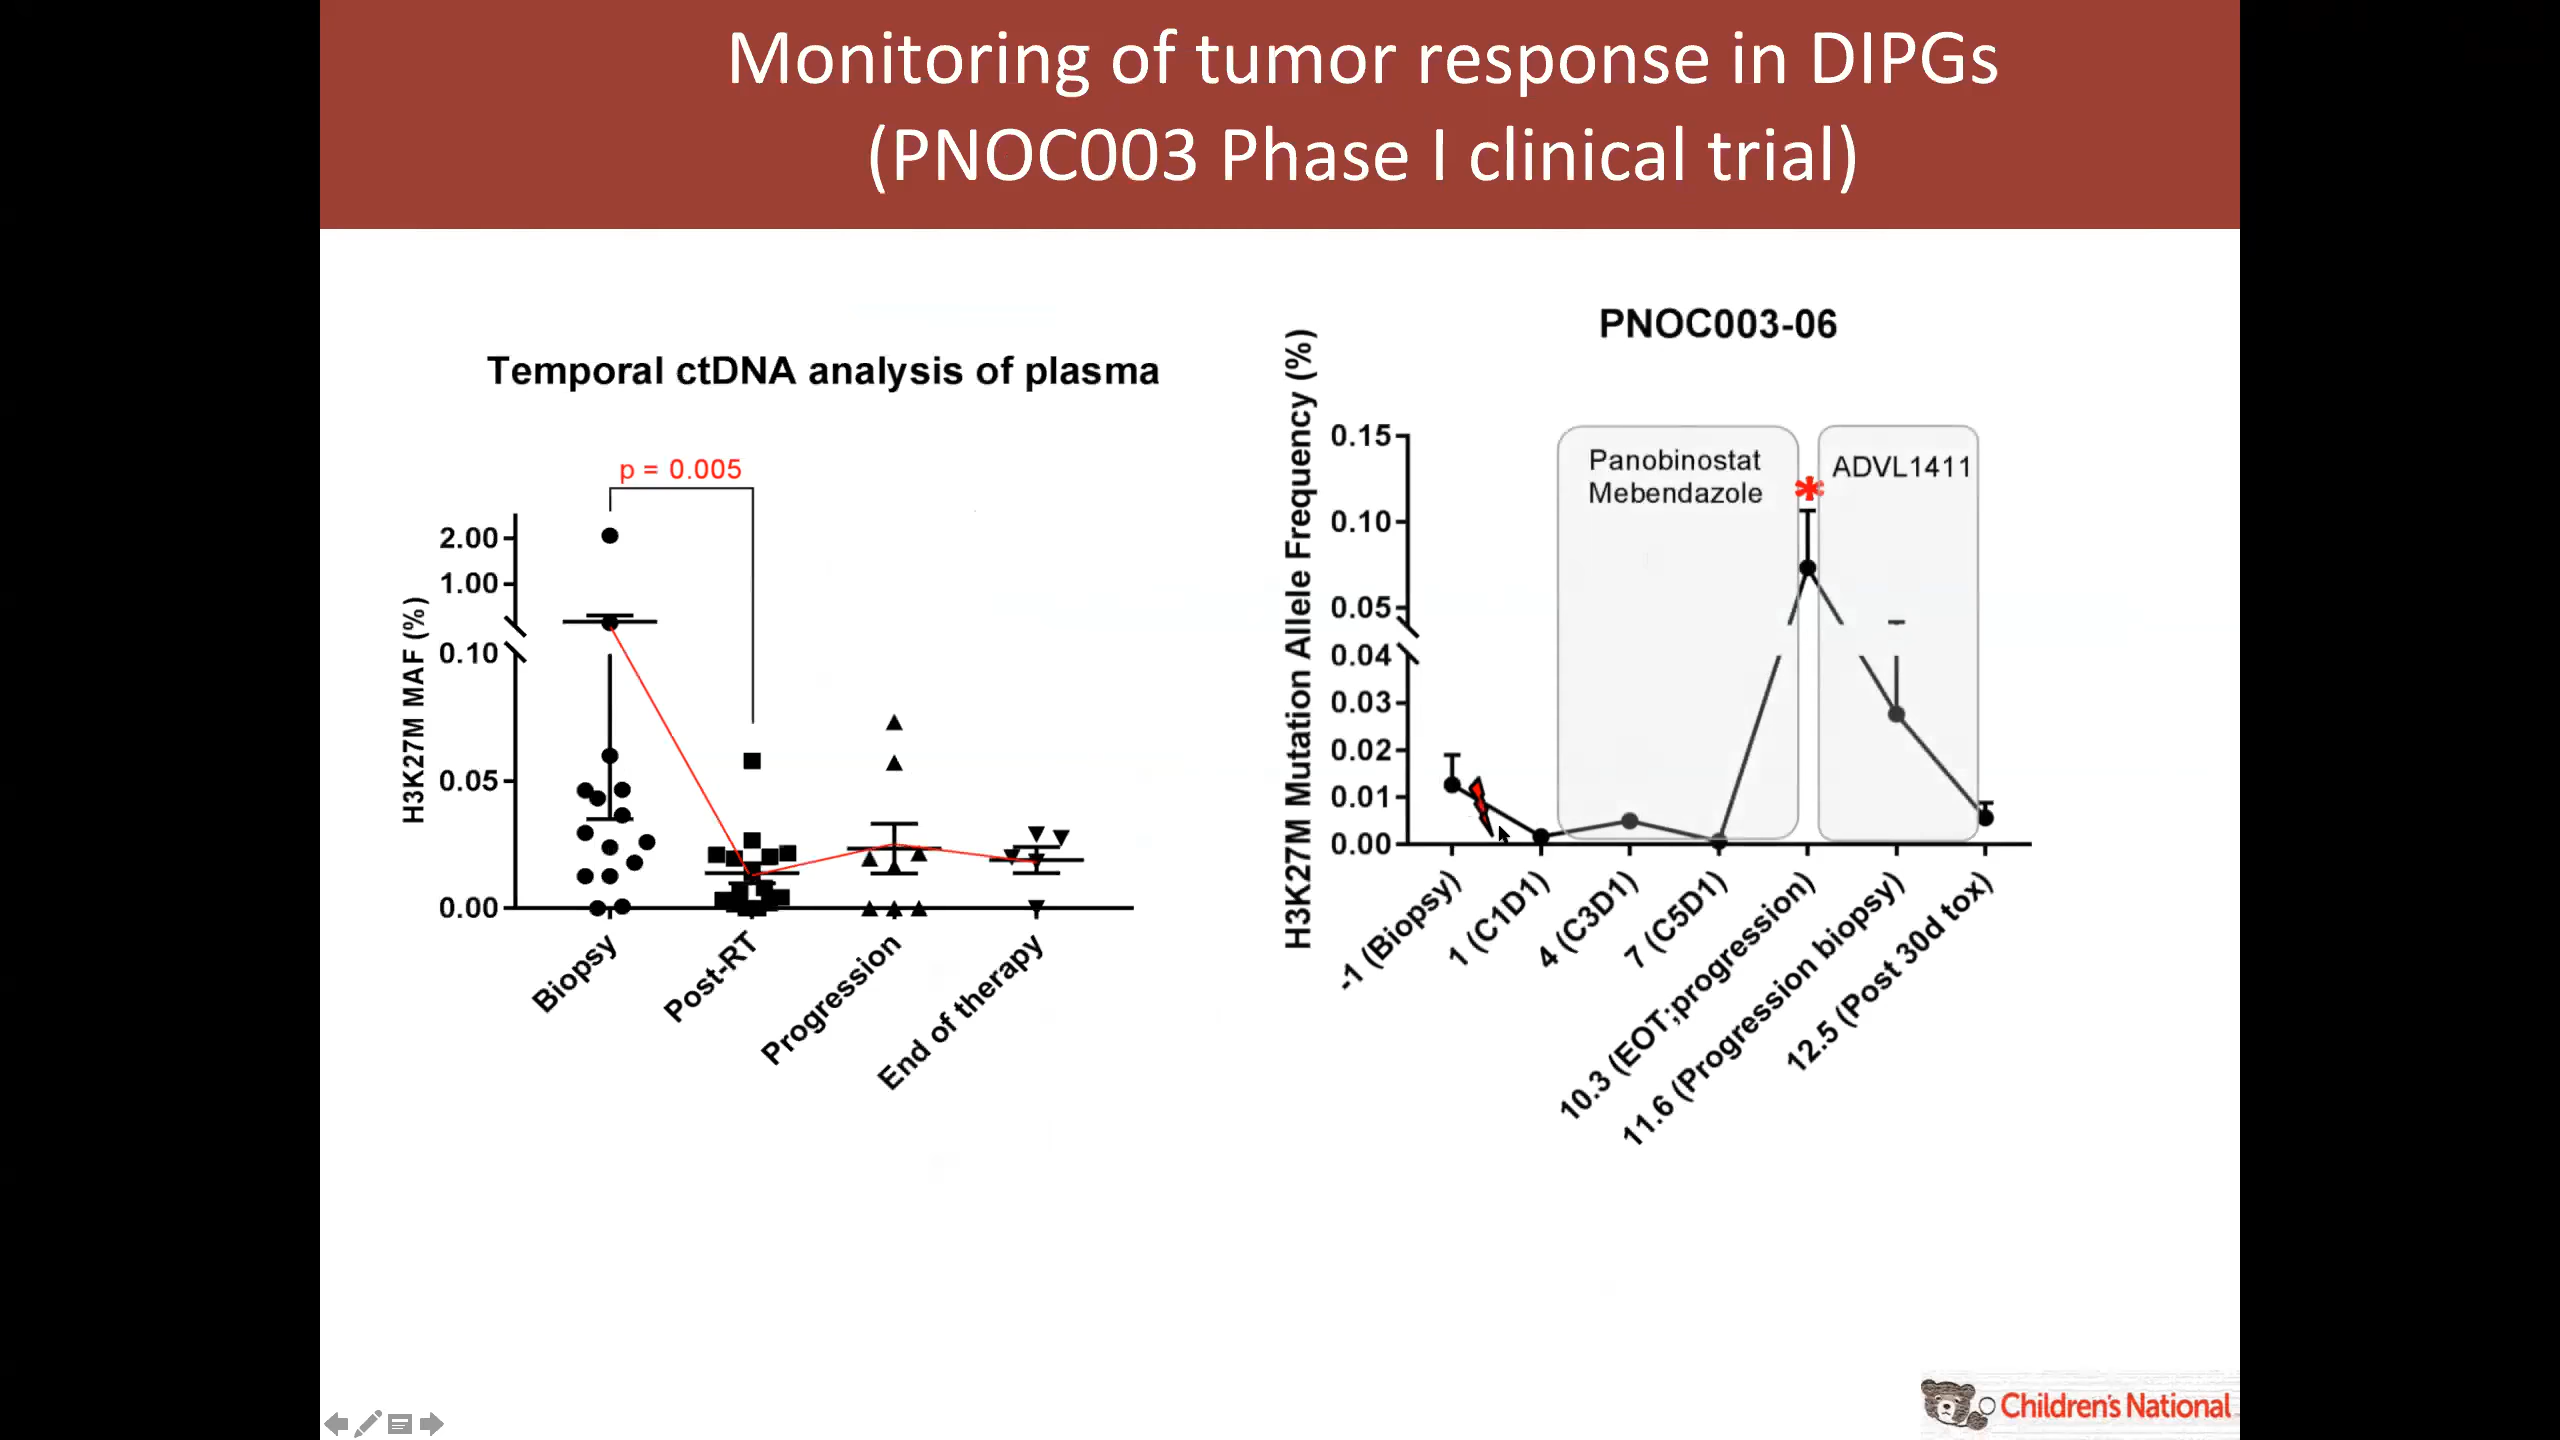 Monitoring of tumor response in DIPGs
(PNOC003 Phase I clinical trial)
Temporal ctDNA analysis of plasma
p = 0.005
H3K27M MAF (%)
2.00
1.00
0.10
0.05
0.00
Biopsy
Post-RT
Progression
End of therapy
PNOC003-06
H3K27M Mutation Allele Frequency (%)
0.15
0.10
0.05
0.04
0.03
0.02
0.01
0.00
Panobinostat
Mebendazole
*
ADVL1411
-1 (Biopsy)
1 (C1D1)
4 (C3D1)
7 (C5D1)
10.3 (EOT;progression)
11.6 (Progression biopsy)
12.5 (Post 30d tox)
Children's National